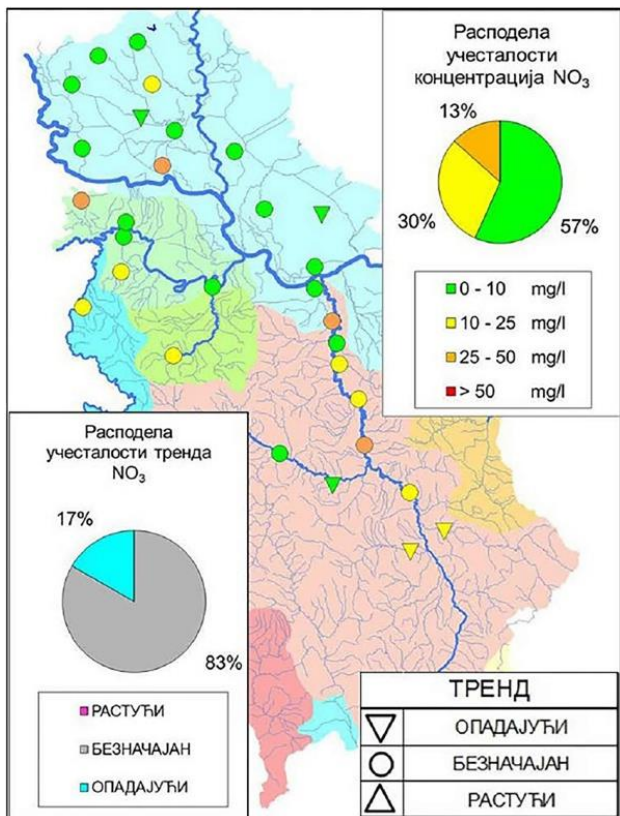 Расподела
учесталости
концентрација NO₃
13%
30%
57%
0 - 10 mg/l
10 - 25 mg/l
25 - 50 mg/l
> 50 mg/l
Расподела
учесталости тренда
NO₃
17%
83%
РАСТУЋИ
БЕЗНАЧАЈАН
ОПАДАЈУЋИ
ТРЕНД
ОПАДАЈУЋИ
БЕЗНАЧАЈАН
РАСТУЋИ